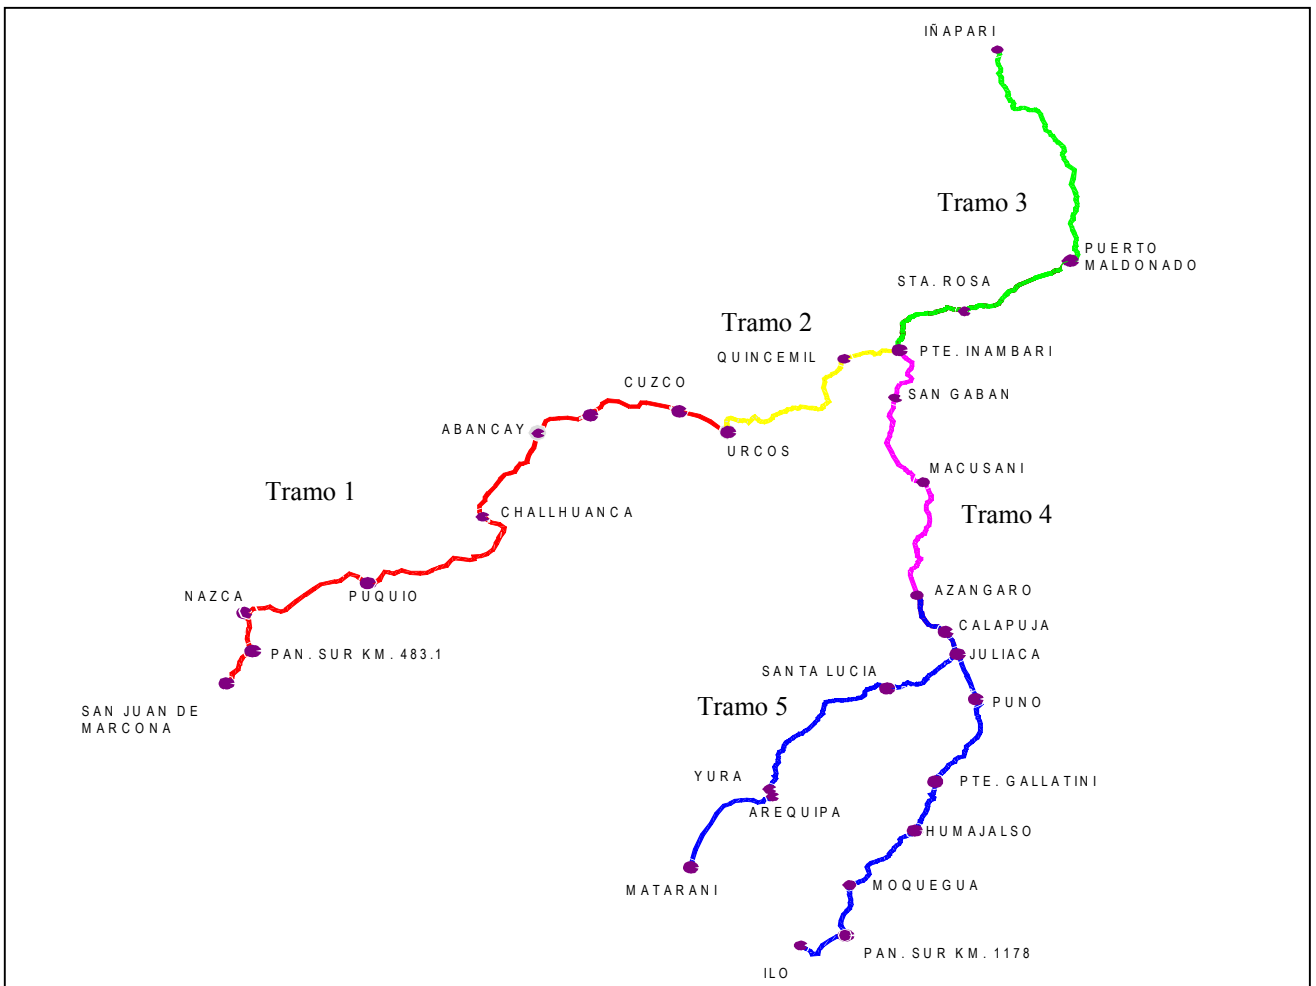 IÑAPARI
Tramo 3
PUERTO
MALDONADO
STA. ROSA
Tramo 2
QUINCEMIL
PTE. INAMBARI
CUZCO
SAN GABAN
ABANCAY
URCOS
MACUSANI
Tramo 1
CHALLHUANCA
Tramo 4
NAZCA
PUQUIO
AZANGARO
CALAPUJA
PAN. SUR KM. 483.1
JULIACA
SANTA LUCIA
SAN JUAN DE
MARCONA
Tramo 5
PUNO
YURA
PTE. GALLATINI
AREQUIPA
HUMAJALSO
MATARANI
MOQUEGUA
PAN. SUR KM. 1178
ILO